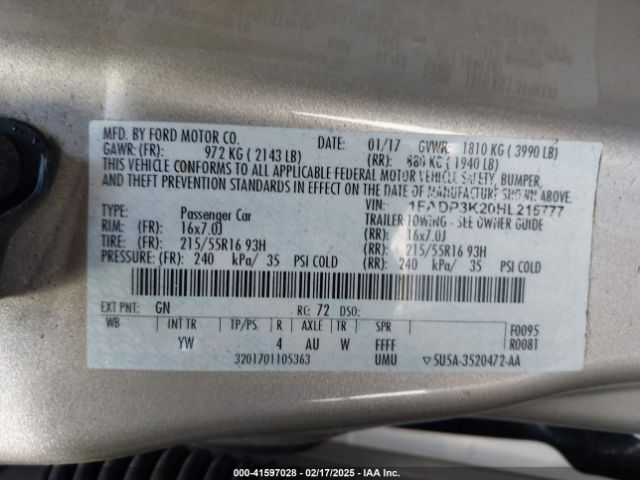 MFD. BY FORD MOTOR CO. DATE: 01/17 GVWR: 1810 KG ( 3990 LB)
GAWR: (FR): 972 KG ( 2143 LB) (RR): 880 KG ( 1940 LB)
THIS VEHICLE CONFORMS TO ALL APPLICABLE FEDERAL MOTOR VEHICLE SAFETY, BUMPER,
AND THEFT PREVENTION STANDARDS IN EFFECT ON THE DATE OF MANUFACTURE SHOWN ABOVE.
VIN: 1FADP3K20HL215777
TYPE: Passenger Car TRAILER TOWING - SEE OWNER GUIDE
RIM: (FR): 16x7.0J (RR): 16x7.0J
TIRE: (FR): 215/55R16 93H (RR): 215/55R16 93H
PRESSURE: (FR): 240 kPa/ 35 PSI COLD (RR): 240 kPa/ 35 PSI COLD
EXT PNT: GN RC: 72 DSO:
WB INT TR TP/PS R AXLE TR SPR F0095
YW 4 AU W FFFF R0081
3201701105363 UMU ▽5U5A-3520472-AA
000-41597028 - 02/17/2025 - IAA Inc.